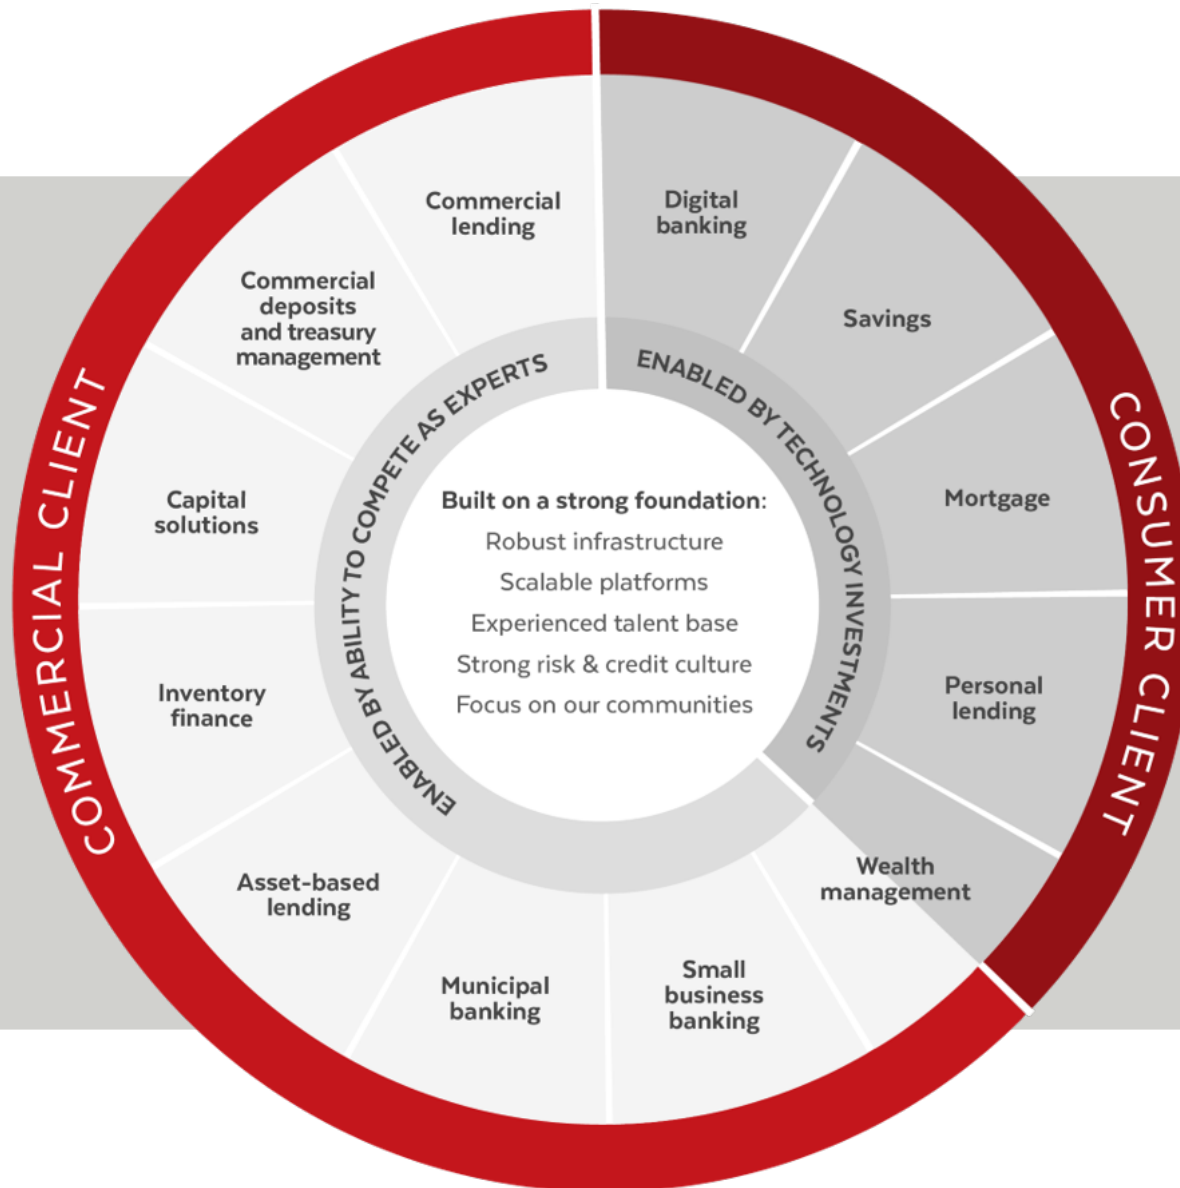 COMMERCIAL CLIENT
CONSUMER CLIENT
ENABLED BY ABILITY TO COMPETE AS EXPERTS
ENABLED BY TECHNOLOGY INVESTMENTS
Commercial
lending
Digital
banking
Savings
Mortgage
Personal
lending
Wealth
management
Small
business
banking
Municipal
banking
Asset-based
lending
Inventory
finance
Capital
solutions
Commercial
deposits
and treasury
management
Built on a strong foundation:
Robust infrastructure
Scalable platforms
Experienced talent base
Strong risk & credit culture
Focus on our communities